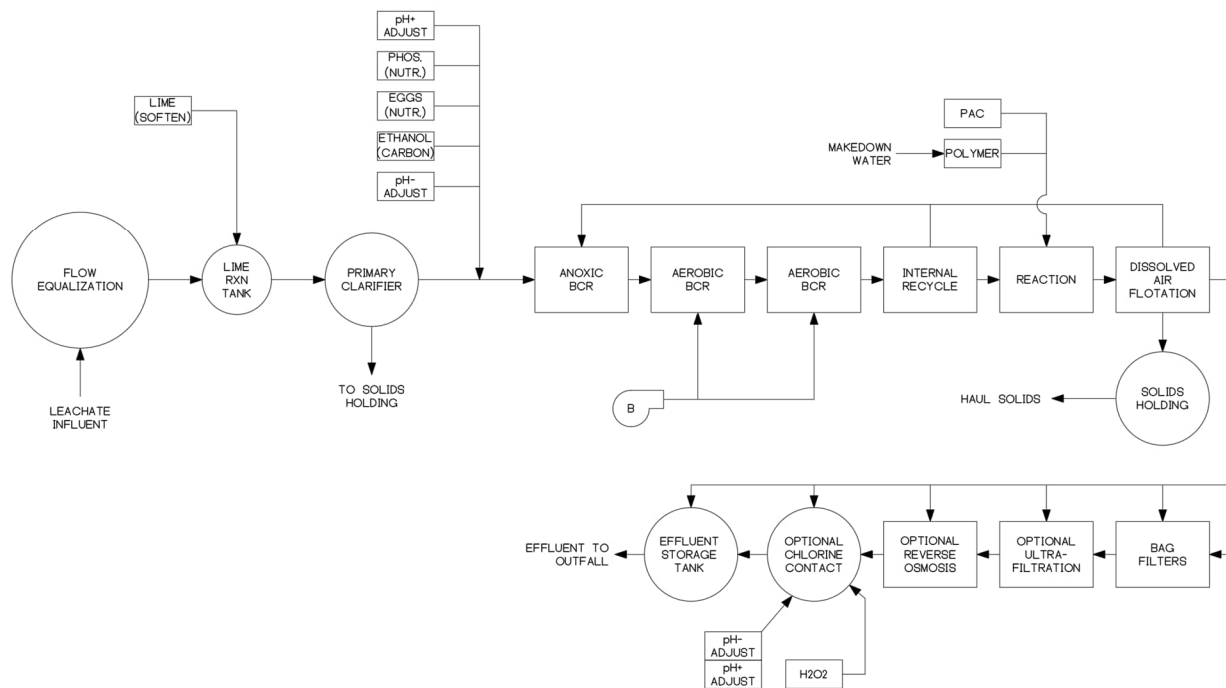 pH+
ADJUST
PHOS.
(NUTR.)
EGGS
(NUTR.)
ETHANOL
(CARBON)
pH-
ADJUST
LIME
(SOFTEN)
PAC
MAKEDOWN
WATER
POLYMER
FLOW
EQUALIZATION
LIME
RXN
TANK
PRIMARY
CLARIFIER
ANOXIC
BCR
AEROBIC
BCR
AEROBIC
BCR
INTERNAL
RECYCLE
REACTION
DISSOLVED
AIR
FLOTATION
LEACHATE
INFLUENT
TO SOLIDS
HOLDING
B
HAUL SOLIDS
SOLIDS
HOLDING
EFFLUENT TO
OUTFALL
EFFLUENT
STORAGE
TANK
OPTIONAL
CHLORINE
CONTACT
OPTIONAL
REVERSE
OSMOSIS
OPTIONAL
ULTRA-
FILTRATION
BAG
FILTERS
pH-
ADJUST
pH+
ADJUST
H2O2